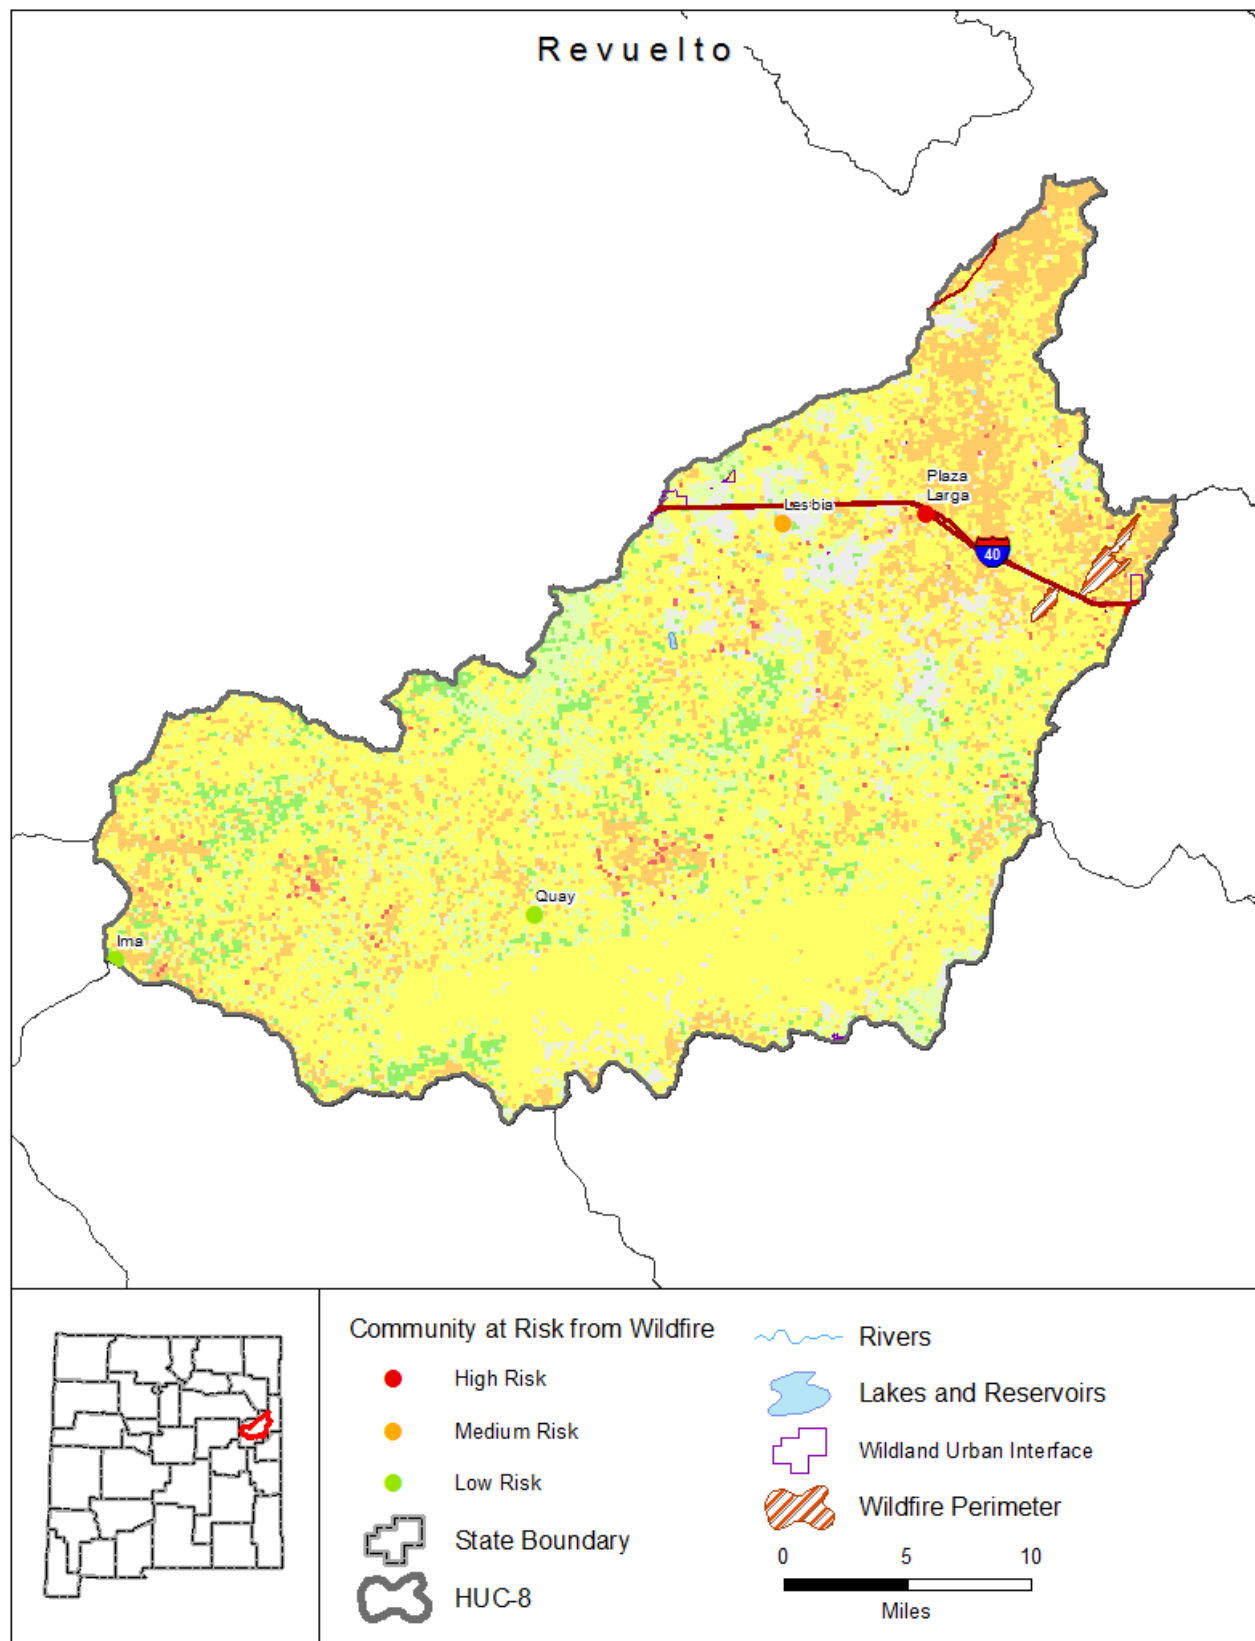 Revuelto
Plaza
Larga
Lesbia
40
Quay
Ima
Community at Risk from Wildfire
High Risk
Medium Risk
Low Risk
State Boundary
HUC-8
Rivers
Lakes and Reservoirs
Wildland Urban Interface
Wildfire Perimeter
0 5 10
Miles